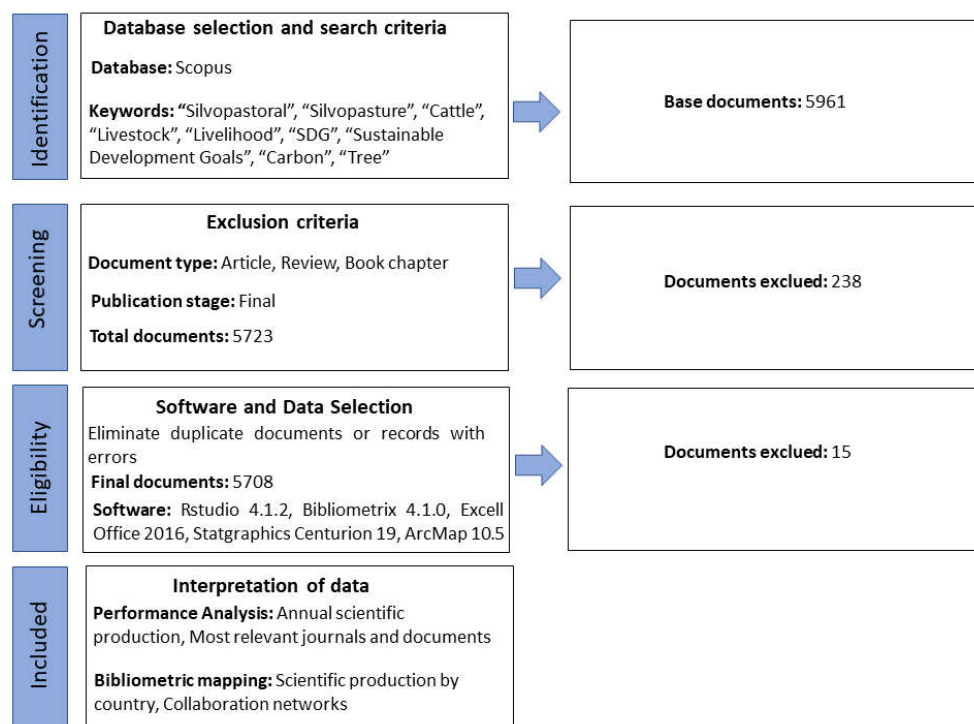 Identification
Database selection and search criteria
Database: Scopus
Keywords: “Silvopastoral”, “Silvopasture”, “Cattle”,
“Livestock”, “Livelihood”, “SDG”, “Sustainable
Development Goals”, “Carbon”, “Tree”
Base documents: 5961
Screening
Exclusion criteria
Document type: Article, Review, Book chapter
Publication stage: Final
Total documents: 5723
Documents exclued: 238
Eligibility
Software and Data Selection
Eliminate duplicate documents or records with
errors
Final documents: 5708
Software: Rstudio 4.1.2, Bibliometrix 4.1.0, Excell
Office 2016, Statgraphics Centurion 19, ArcMap 10.5
Documents exclued: 15
Included
Interpretation of data
Performance Analysis: Annual scientific
production, Most relevant journals and documents
Bibliometric mapping: Scientific production by
country, Collaboration networks